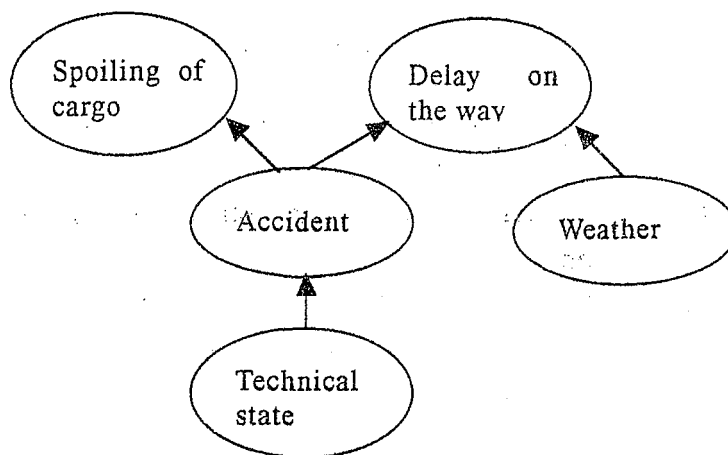 Spoiling of
cargo
Delay on
the way
Accident
Weather
Technical
state